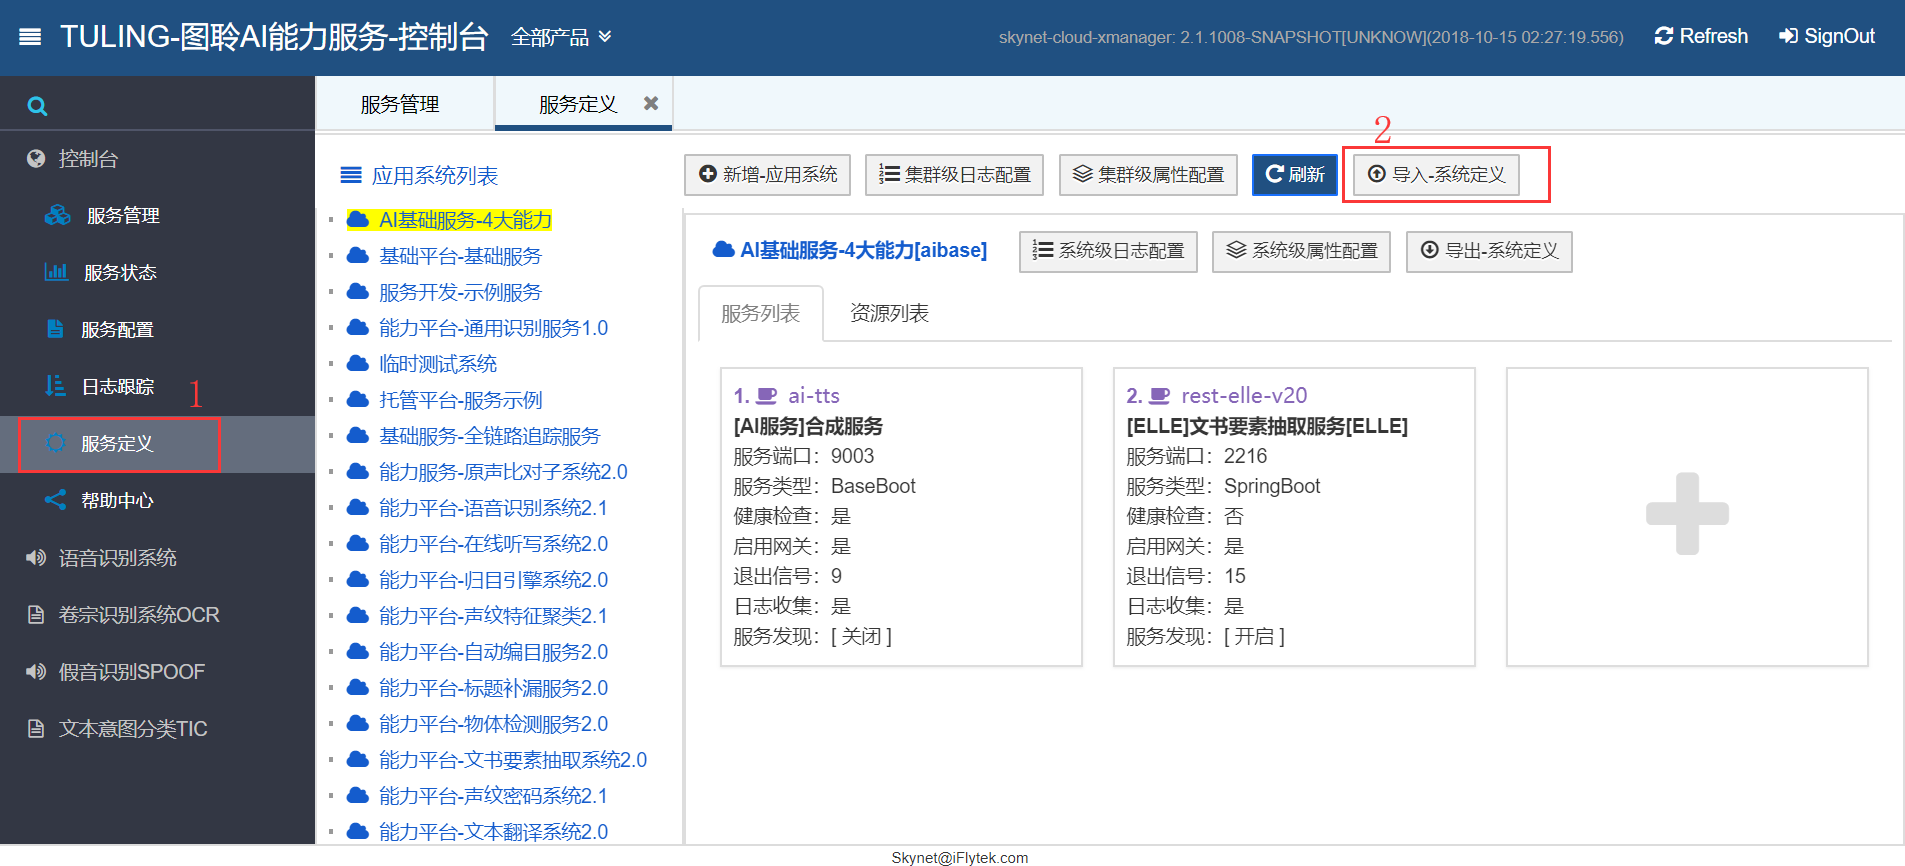 TULING-图聆AI能力服务-控制台
全部产品
skynet-cloud-xmanager: 2.1.1008-SNAPSHOT[UNKNOW](2018-10-15 02:27:19.556)
Refresh
SignOut
控制台
服务管理
服务状态
服务配置
日志跟踪
1
服务定义
帮助中心
语音识别系统
卷宗识别系统OCR
假音识别SPOOF
文本意图分类TIC
服务管理
服务定义
应用系统列表
AI基础服务-4大能力
基础平台-基础服务
服务开发-示例服务
能力平台-通用识别服务1.0
临时测试系统
托管平台-服务示例
基础服务-全链路追踪服务
能力服务-原声比对子系统2.0
能力平台-语音识别系统2.1
能力平台-在线听写系统2.0
能力平台-归目引擎系统2.0
能力平台-声纹特征聚类2.1
能力平台-自动编目服务2.0
能力平台-标题补漏服务2.0
能力平台-物体检测服务2.0
能力平台-文书要素抽取系统2.0
能力平台-声纹密码系统2.1
能力平台-文本翻译系统2.0
2
新增-应用系统
集群级日志配置
集群级属性配置
刷新
导入-系统定义
AI基础服务-4大能力[aibase]
系统级日志配置
系统级属性配置
导出-系统定义
服务列表
资源列表
1. ai-tts
[AI服务]合成服务
服务端口：9003
服务类型：BaseBoot
健康检查：是
启用网关：是
退出信号：9
日志收集：是
服务发现：[ 关闭 ]
2. rest-elle-v20
[ELLE]文书要素抽取服务[ELLE]
服务端口：2216
服务类型：SpringBoot
健康检查：否
启用网关：是
退出信号：15
日志收集：是
服务发现：[ 开启 ]
Skynet@iFlytek.com